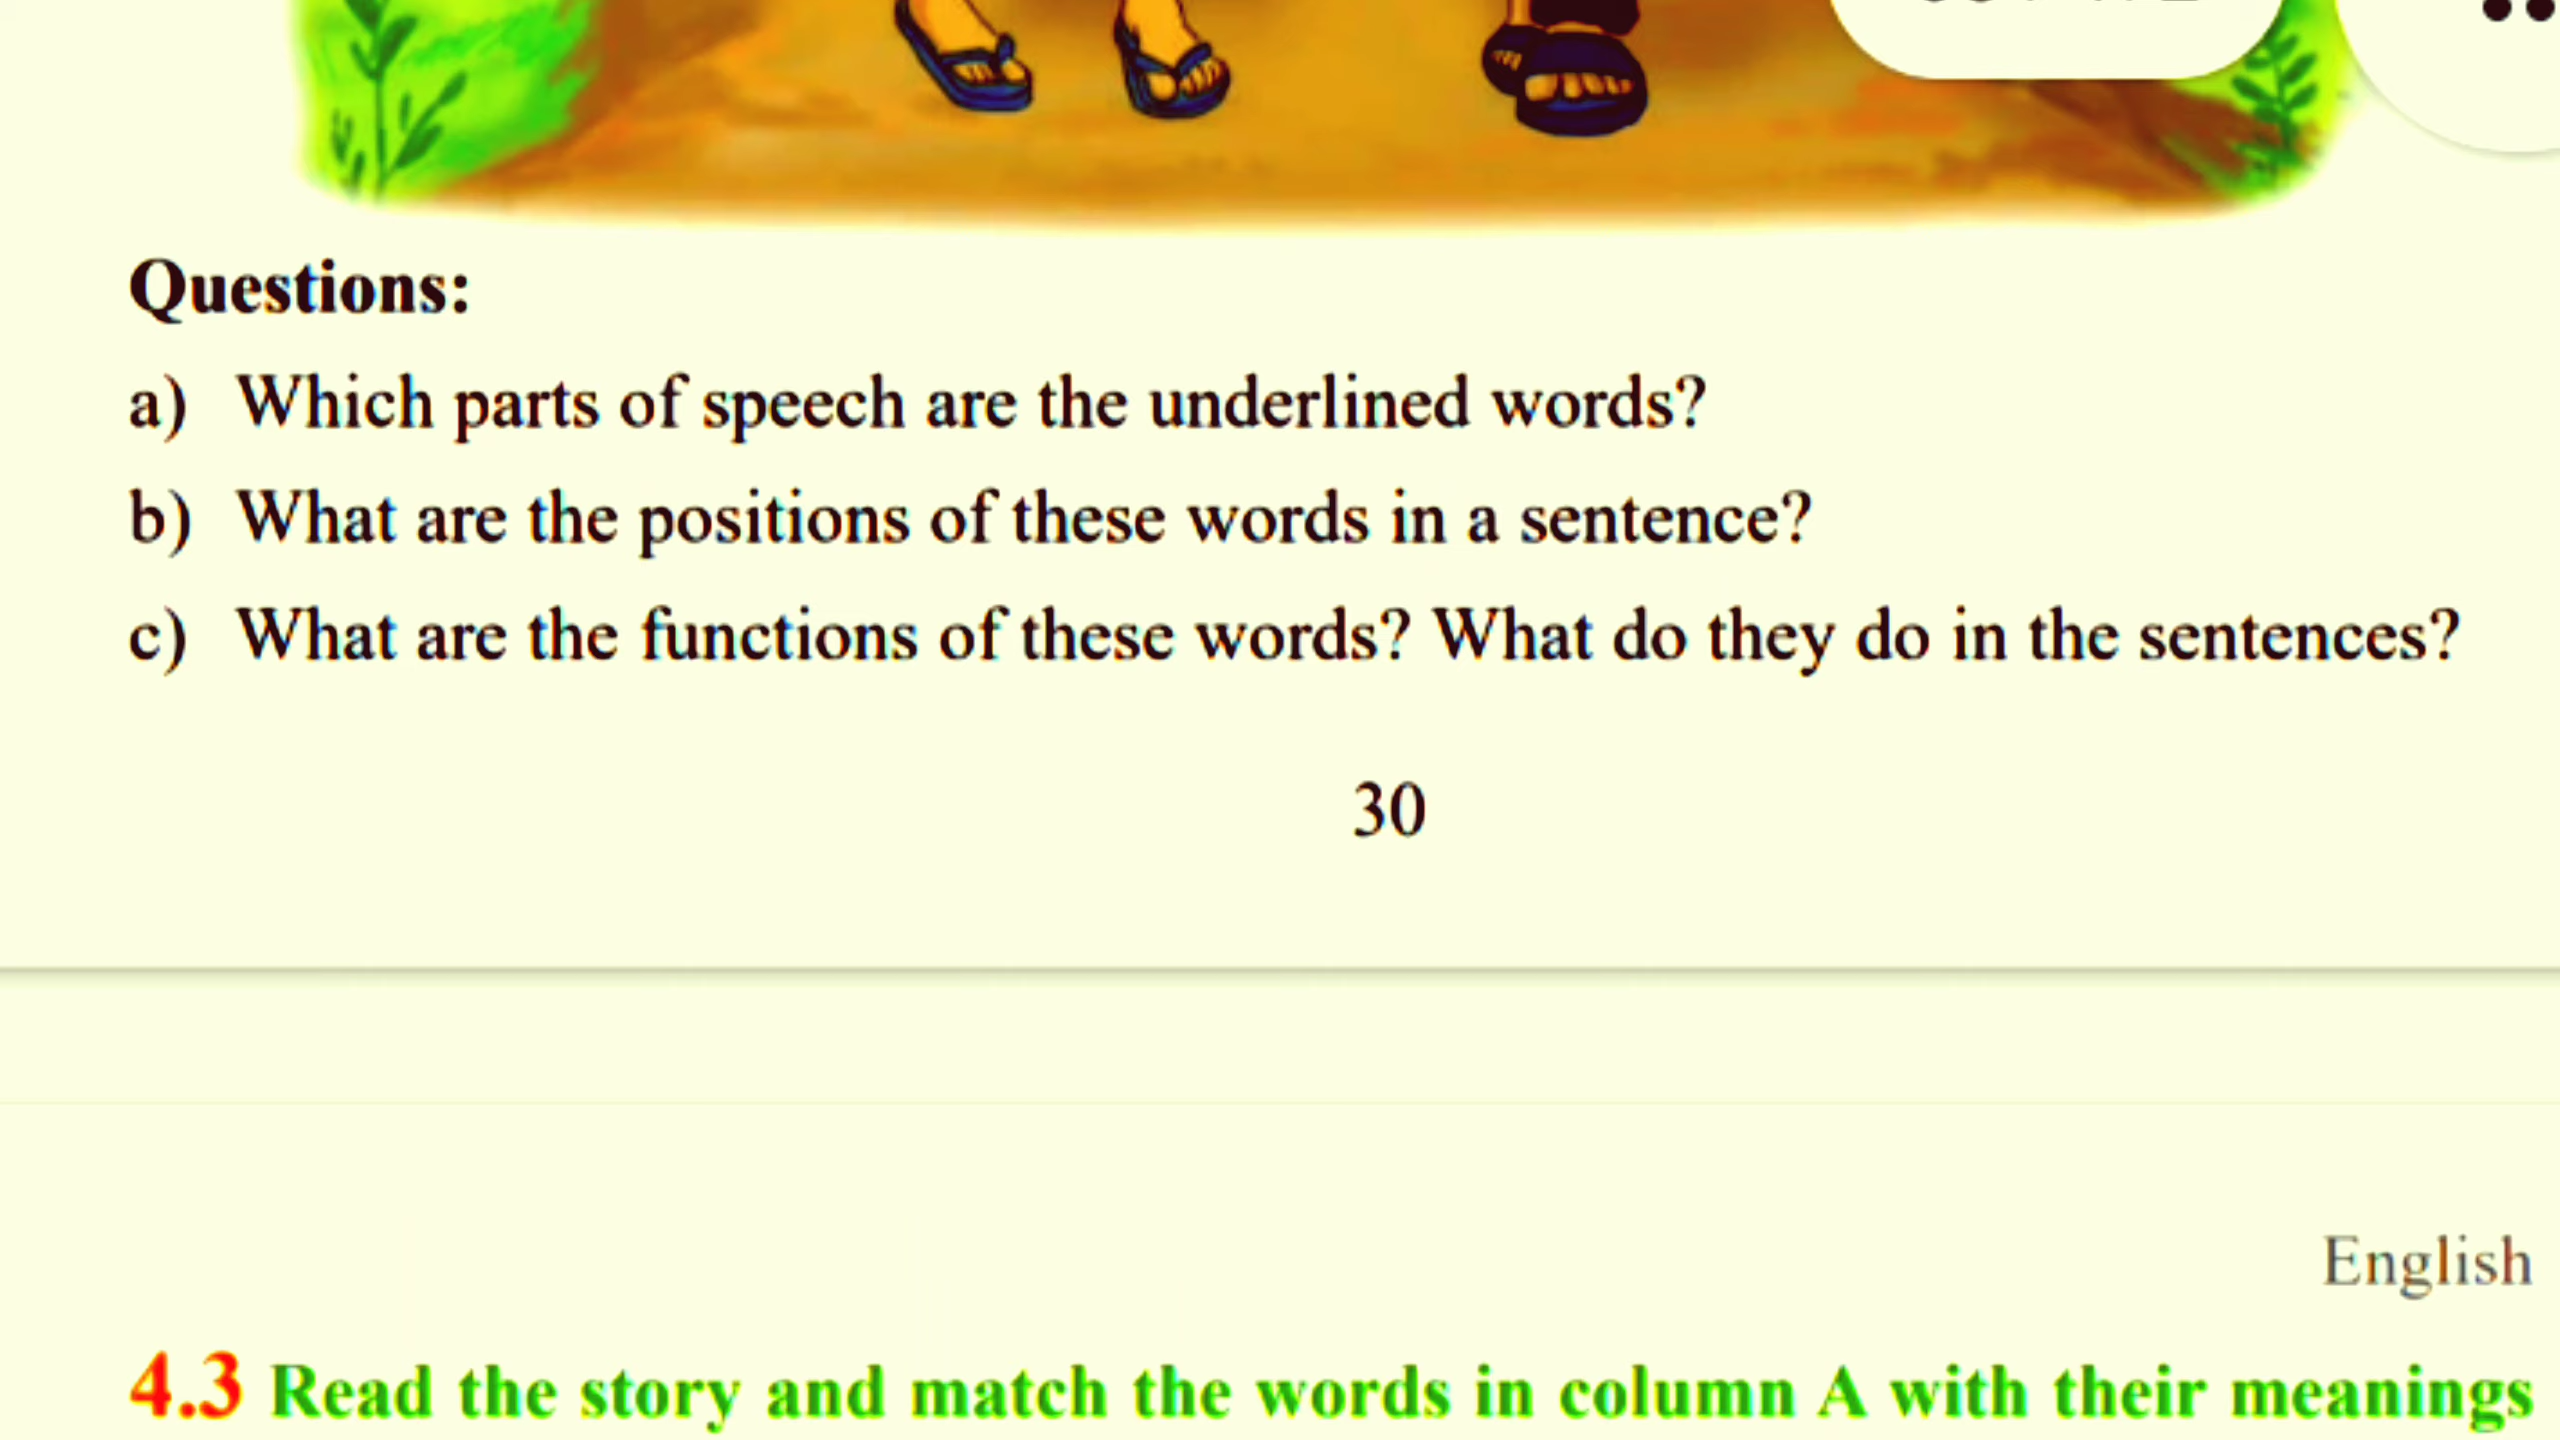 Questions:
a) Which parts of speech are the underlined words?
b) What are the positions of these words in a sentence?
c) What are the functions of these words? What do they do in the sentences?
30
English
4.3 Read the story and match the words in column A with their meanings